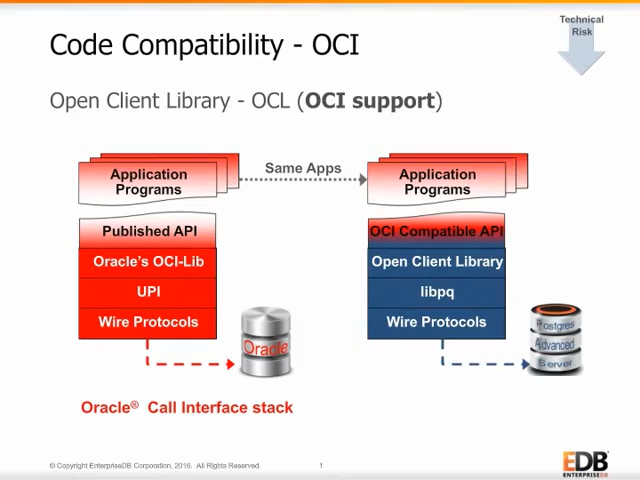 Code Compatibility - OCI
Technical
Risk
Open Client Library - OCL (OCI support)
Application
Programs
Same Apps
Application
Programs
Published API
Oracle's OCI-Lib
UPI
Wire Protocols
OCI Compatible API
Open Client Library
libpq
Wire Protocols
Oracle
Postgres
Advanced
Server
Oracle® Call Interface stack
© Copyright EnterpriseDB Corporation, 2016. All Rights Reserved.
1
EDB
ENTERPRISEDB